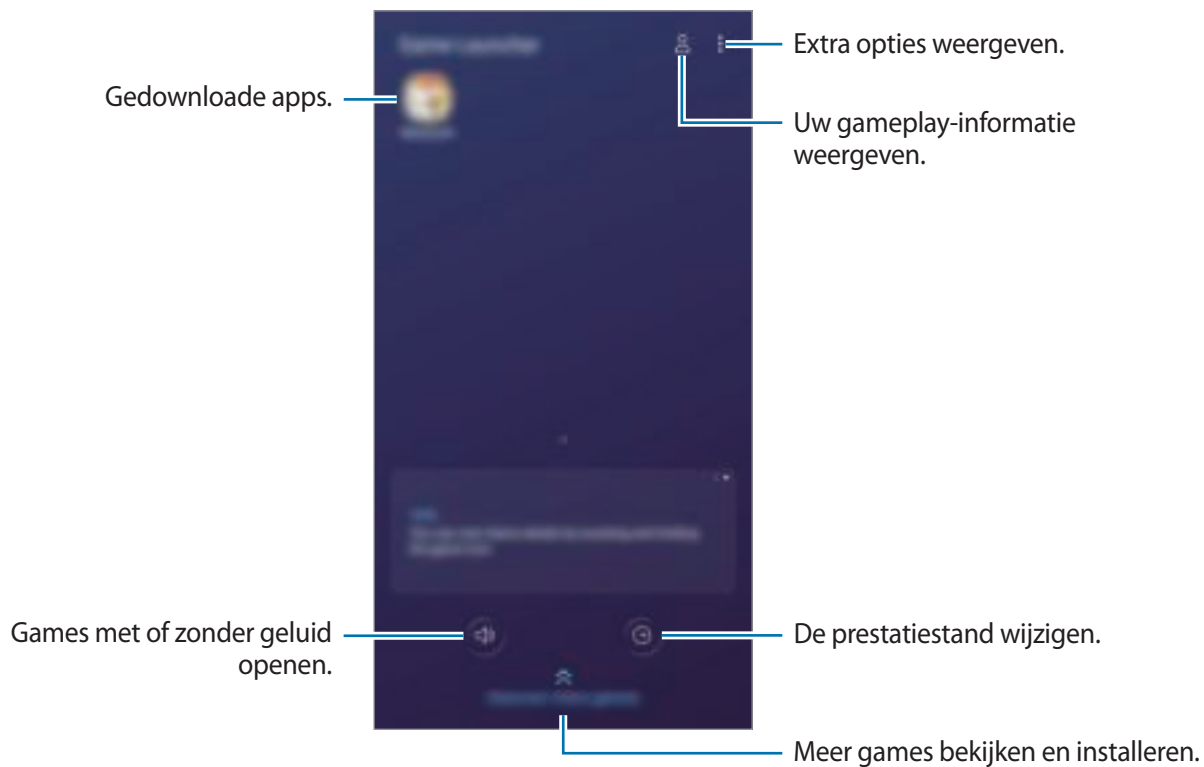 Extra opties weergeven.
Gedownloade apps.
Uw gameplay-informatie
weergeven.
Games met of zonder geluid
openen.
De prestatiestand wijzigen.
Meer games bekijken en installeren.